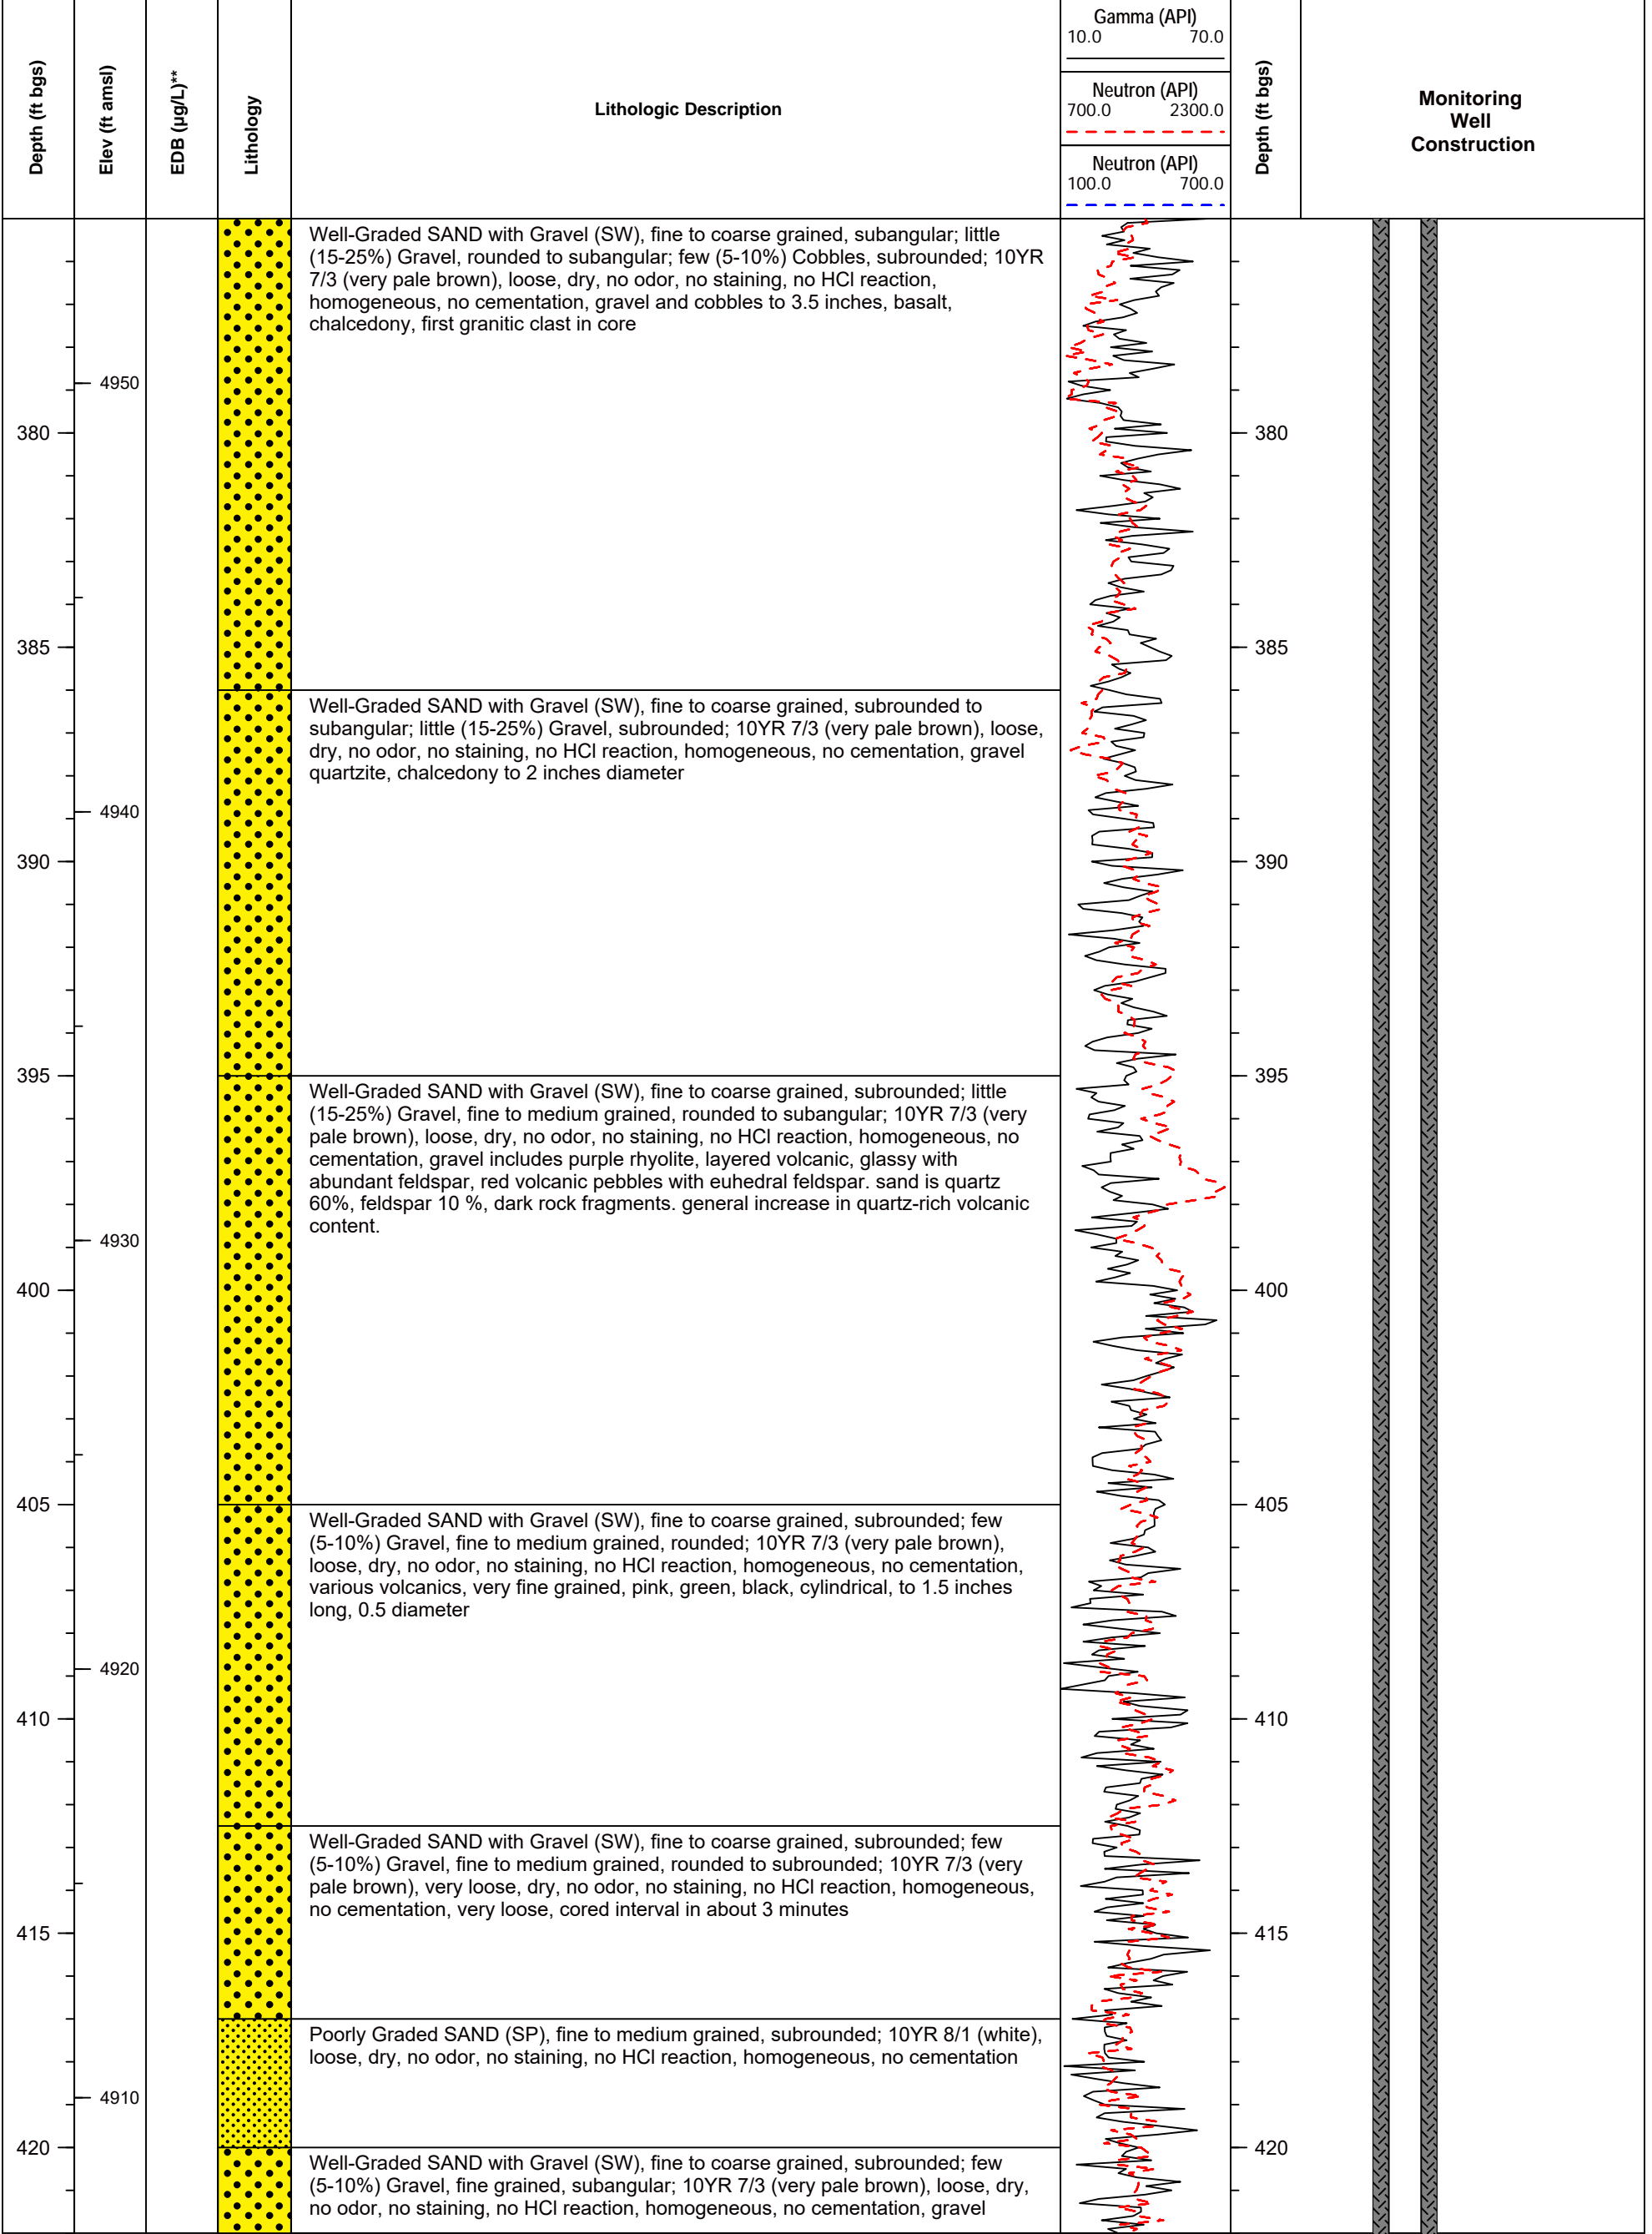 Depth (ft bgs)
Elev (ft amsl)
EDB (µg/L)**
Lithology
Lithologic Description
Gamma (API)
10.0 70.0
Neutron (API)
700.0 2300.0
Neutron (API)
100.0 700.0
Depth (ft bgs)
Monitoring
Well
Construction
Well-Graded SAND with Gravel (SW), fine to coarse grained, subangular; little
(15-25%) Gravel, rounded to subangular; few (5-10%) Cobbles, subrounded; 10YR
7/3 (very pale brown), loose, dry, no odor, no staining, no HCl reaction,
homogeneous, no cementation, gravel and cobbles to 3.5 inches, basalt,
chalcedony, first granitic clast in core
4950
380 380
385 385
Well-Graded SAND with Gravel (SW), fine to coarse grained, subrounded to
subangular; little (15-25%) Gravel, subrounded; 10YR 7/3 (very pale brown), loose,
dry, no odor, no staining, no HCl reaction, homogeneous, no cementation, gravel
quartzite, chalcedony to 2 inches diameter
4940
390 390
395 395
Well-Graded SAND with Gravel (SW), fine to coarse grained, subrounded; little
(15-25%) Gravel, fine to medium grained, rounded to subangular; 10YR 7/3 (very
pale brown), loose, dry, no odor, no staining, no HCl reaction, homogeneous, no
cementation, gravel includes purple rhyolite, layered volcanic, glassy with
abundant feldspar, red volcanic pebbles with euhedral feldspar. sand is quartz
60%, feldspar 10 %, dark rock fragments. general increase in quartz-rich volcanic
content.
4930
400 400
405 405
Well-Graded SAND with Gravel (SW), fine to coarse grained, subrounded; few
(5-10%) Gravel, fine to medium grained, rounded; 10YR 7/3 (very pale brown),
loose, dry, no odor, no staining, no HCl reaction, homogeneous, no cementation,
various volcanics, very fine grained, pink, green, black, cylindrical, to 1.5 inches
long, 0.5 diameter
4920
410 410
Well-Graded SAND with Gravel (SW), fine to coarse grained, subrounded; few
(5-10%) Gravel, fine to medium grained, rounded to subrounded; 10YR 7/3 (very
pale brown), very loose, dry, no odor, no staining, no HCl reaction, homogeneous,
no cementation, very loose, cored interval in about 3 minutes
415 415
Poorly Graded SAND (SP), fine to medium grained, subrounded; 10YR 8/1 (white),
loose, dry, no odor, no staining, no HCl reaction, homogeneous, no cementation
4910
420 420
Well-Graded SAND with Gravel (SW), fine to coarse grained, subrounded; few
(5-10%) Gravel, fine grained, subangular; 10YR 7/3 (very pale brown), loose, dry,
no odor, no staining, no HCl reaction, homogeneous, no cementation, gravel